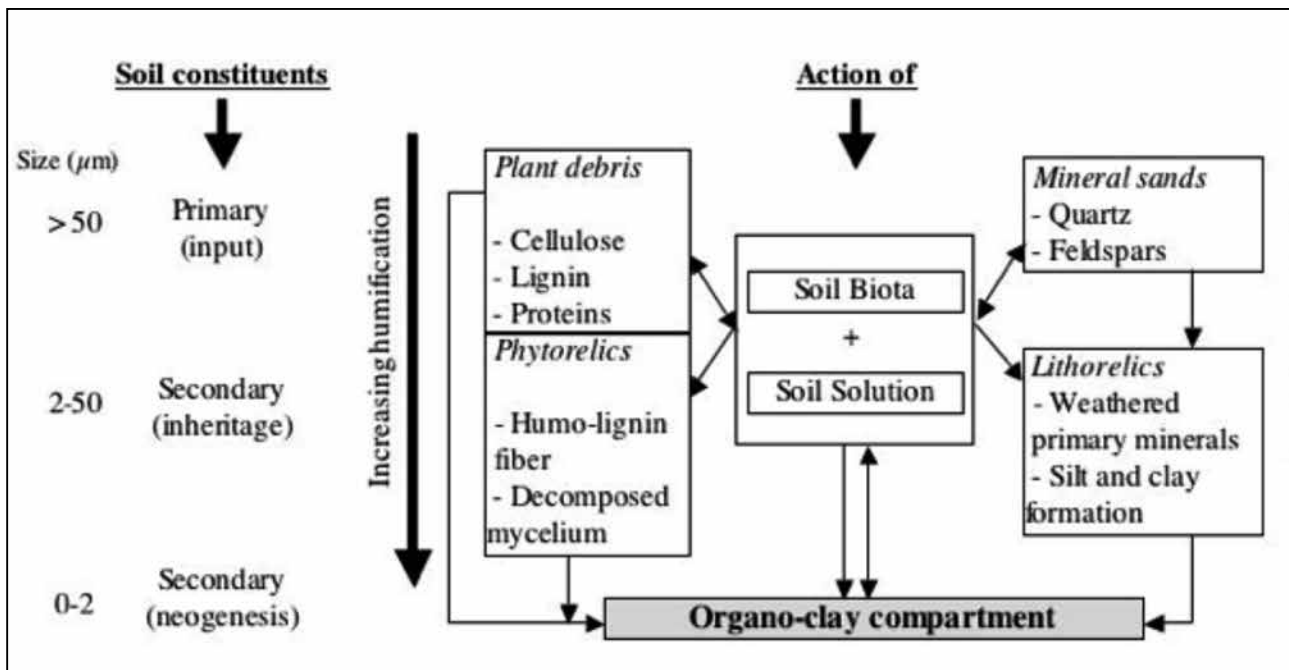 Soil constituents
Action of
Size (µm)
>50
Primary
(input)
2-50
Secondary
(inheritage)
0-2
Secondary
(neogenesis)
Increasing humification
Plant debris
- Cellulose
- Lignin
- Proteins
Phytorelics
- Humo-lignin
fiber
- Decomposed
mycelium
Soil Biota
+
Soil Solution
Mineral sands
- Quartz
- Feldspars
Lithorelics
- Weathered
primary minerals
- Silt and clay
formation
Organo-clay compartment